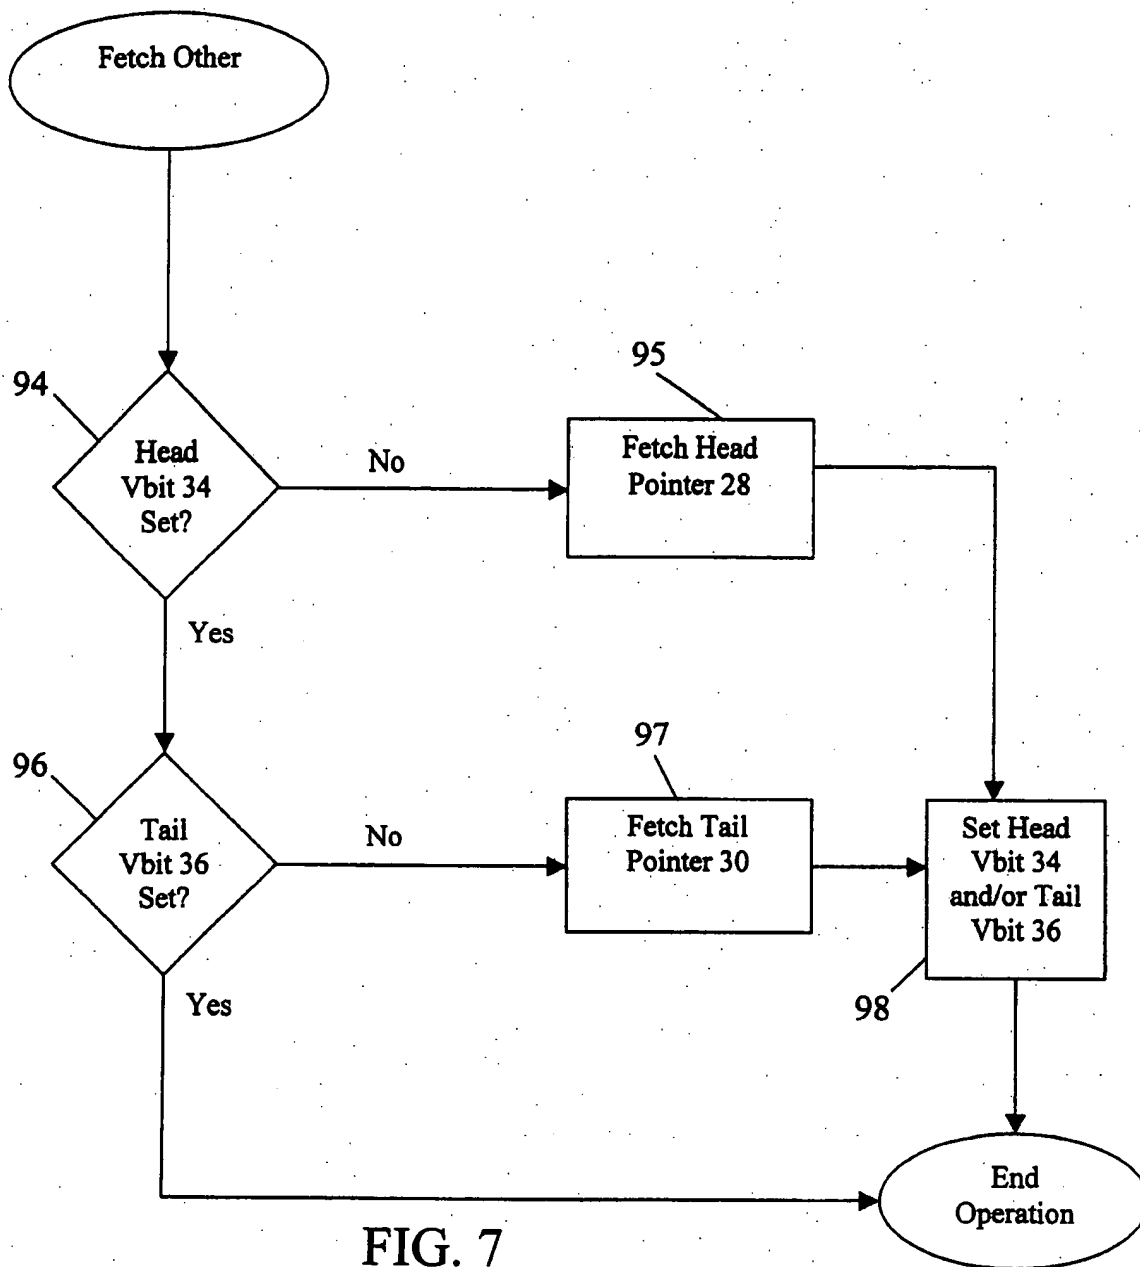 Fetch Other
94
Head
Vbit 34
Set?
No
95
Fetch Head
Pointer 28
Yes
96
Tail
Vbit 36
Set?
No
97
Fetch Tail
Pointer 30
Set Head
Vbit 34
and/or Tail
Vbit 36
98
Yes
End
Operation
FIG. 7